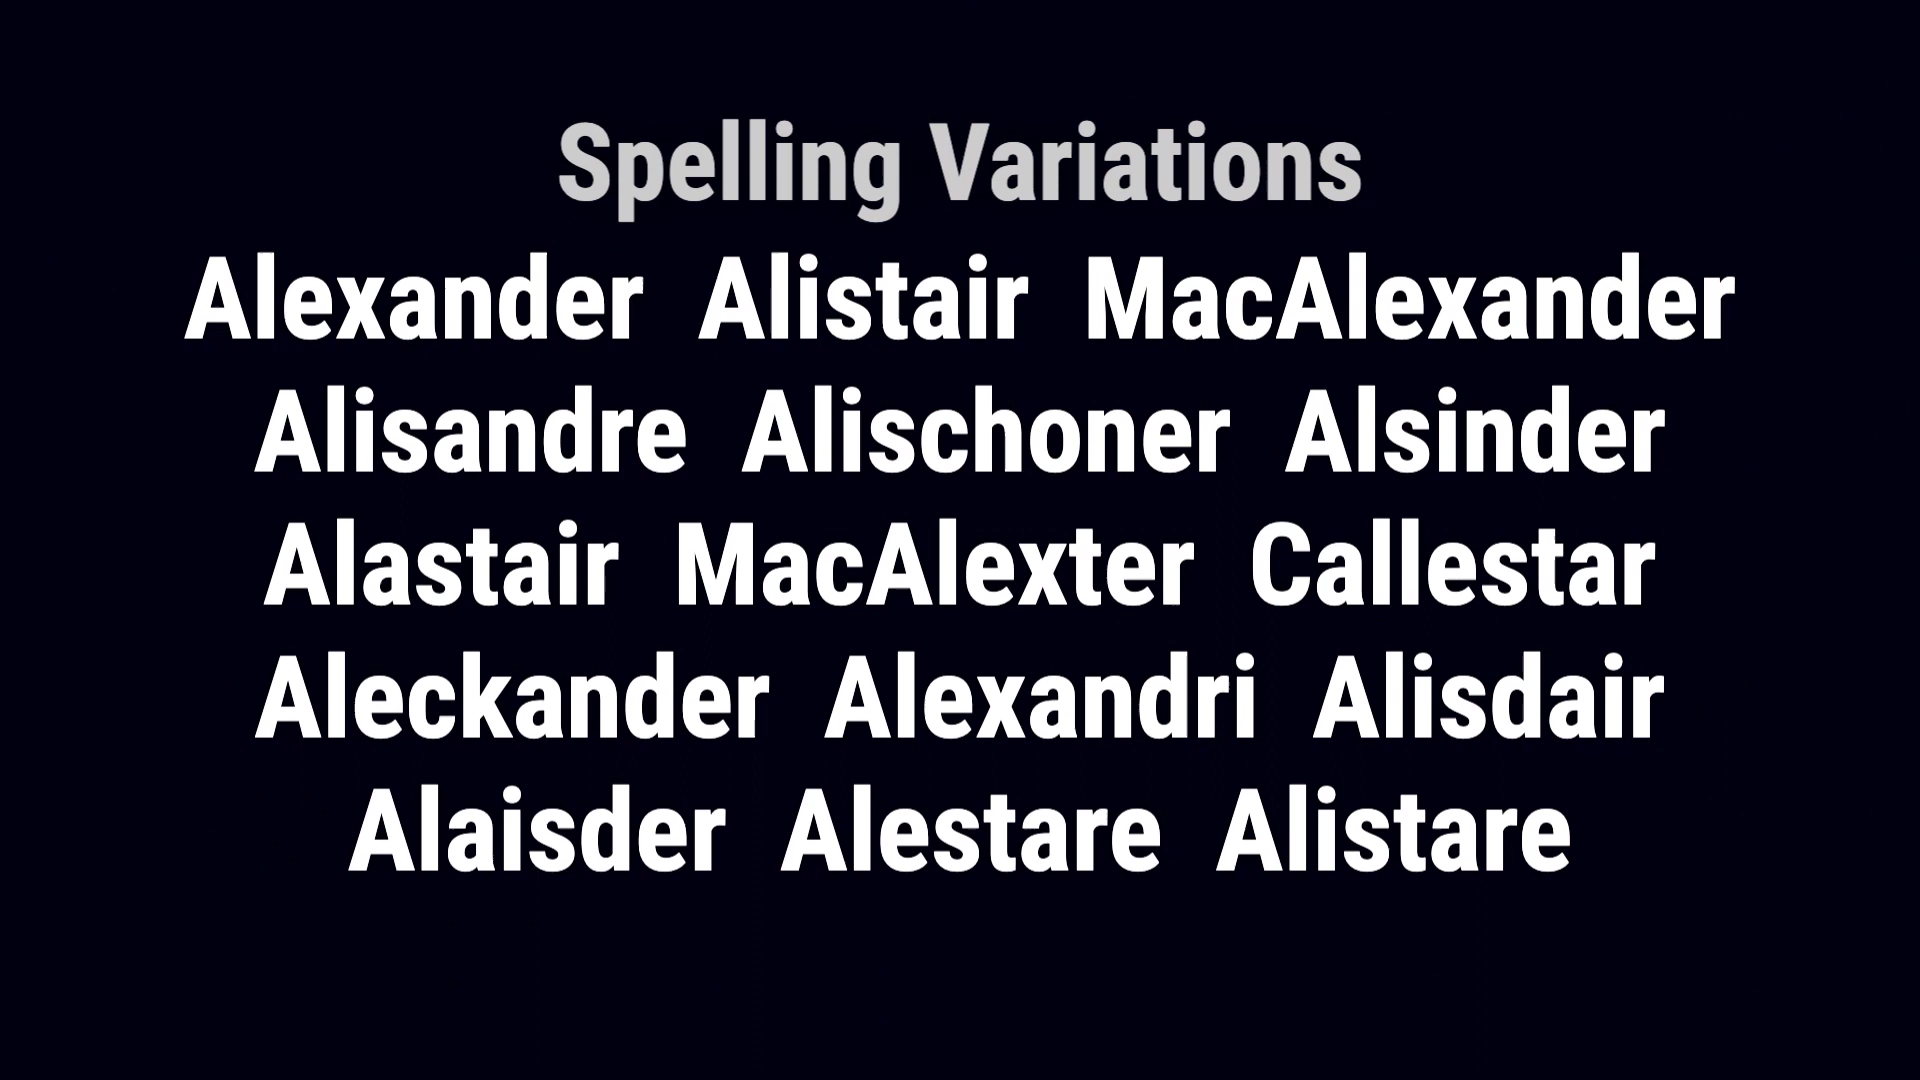 Spelling Variations
Alexander Alistair MacAlexander
Alisandre Alischoner Alsinder
Alastair MacAlexter Callestar
Aleckander Alexandri Alisdair
Alaisder Alestare Alistare